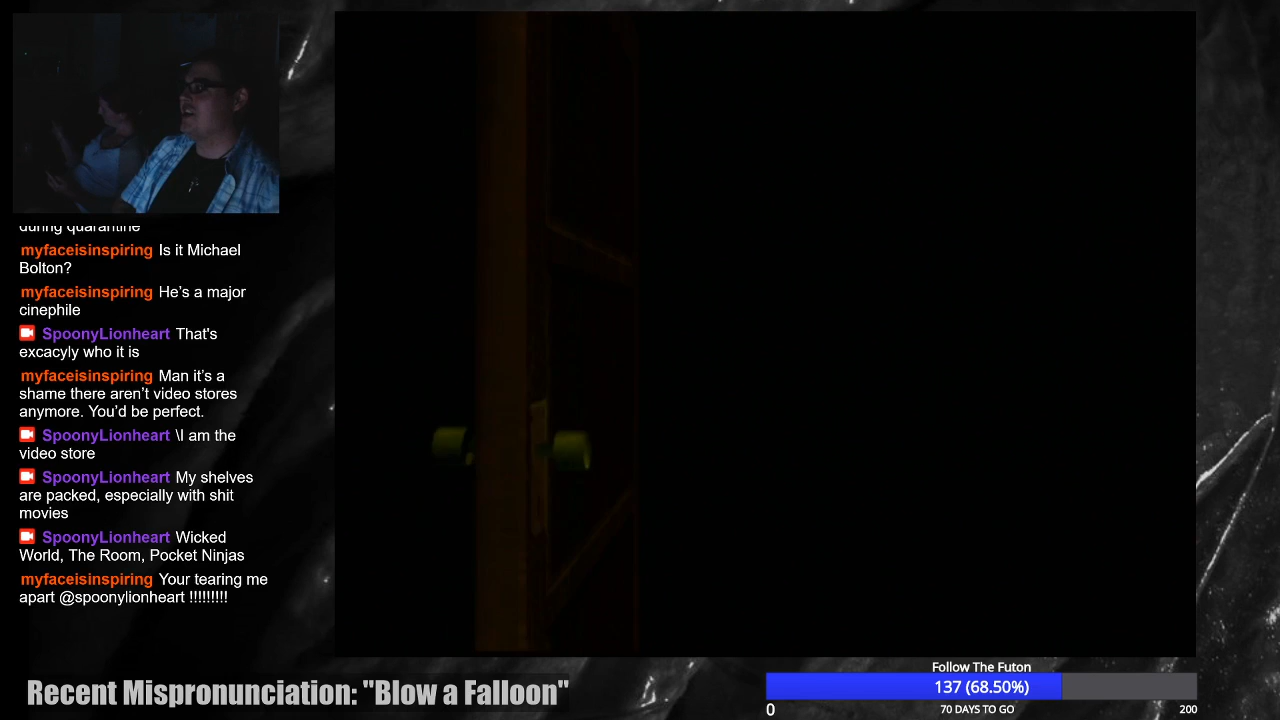 during quarantine
myfaceisinspiring Is it Michael
Bolton?
myfaceisinspiring He's a major
cinephile
SpoonyLionheart That's
excacyly who it is
myfaceisinspiring Man it's a
shame there aren't video stores
anymore. You'd be perfect.
SpoonyLionheart \I am the
video store
SpoonyLionheart My shelves
are packed, especially with shit
movies
SpoonyLionheart Wicked
World, The Room, Pocket Ninjas
myfaceisinspiring Your tearing me
apart @spoonylionheart !!!!!!!!!
Recent Mispronunciation: "Blow a Falloon"
Follow The Futon
137 (68.50%)
0 70 DAYS TO GO 200